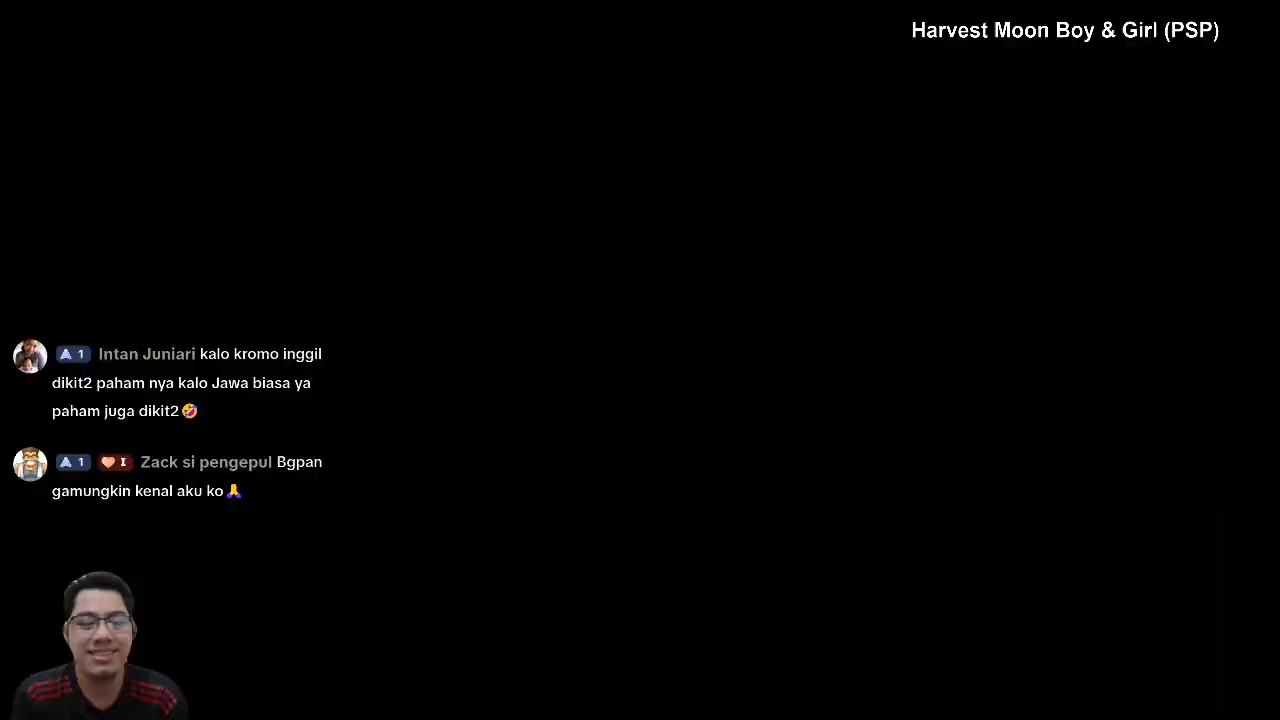 Harvest Moon Boy & Girl (PSP)
1 Intan Juniari kalo kromo inggil
dikit2 paham nya kalo Jawa biasa ya
paham juga dikit2🤣
1 I Zack si pengepul Bgpan
gamungkin kenal aku ko🙏